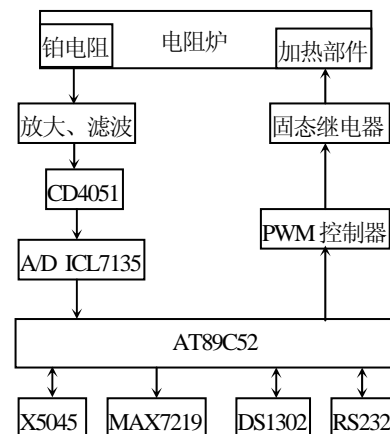 铂电阻 电阻炉 加热部件
放大、滤波 固态继电器
CD4051
PWM 控制器
A/D ICL7135
AT89C52
X5045 MAX7219 DS1302 RS232